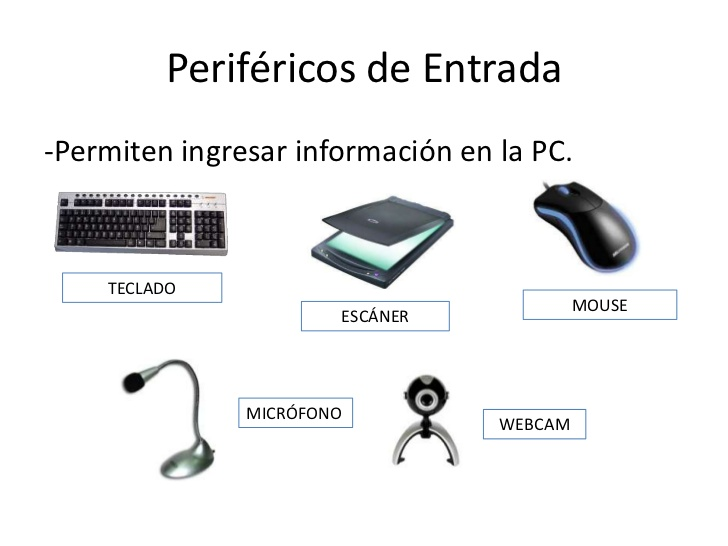 Periféricos de Entrada
-Permiten ingresar información en la PC.
TECLADO
ESCÁNER
MOUSE
MICRÓFONO
WEBCAM